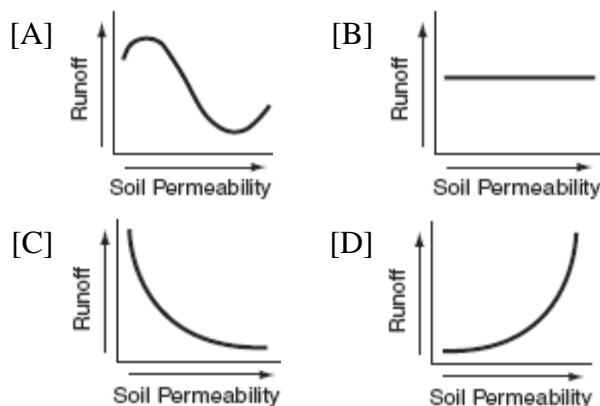 [A]
Runoff
Soil Permeability
[B]
Runoff
Soil Permeability
[C]
Runoff
Soil Permeability
[D]
Runoff
Soil Permeability